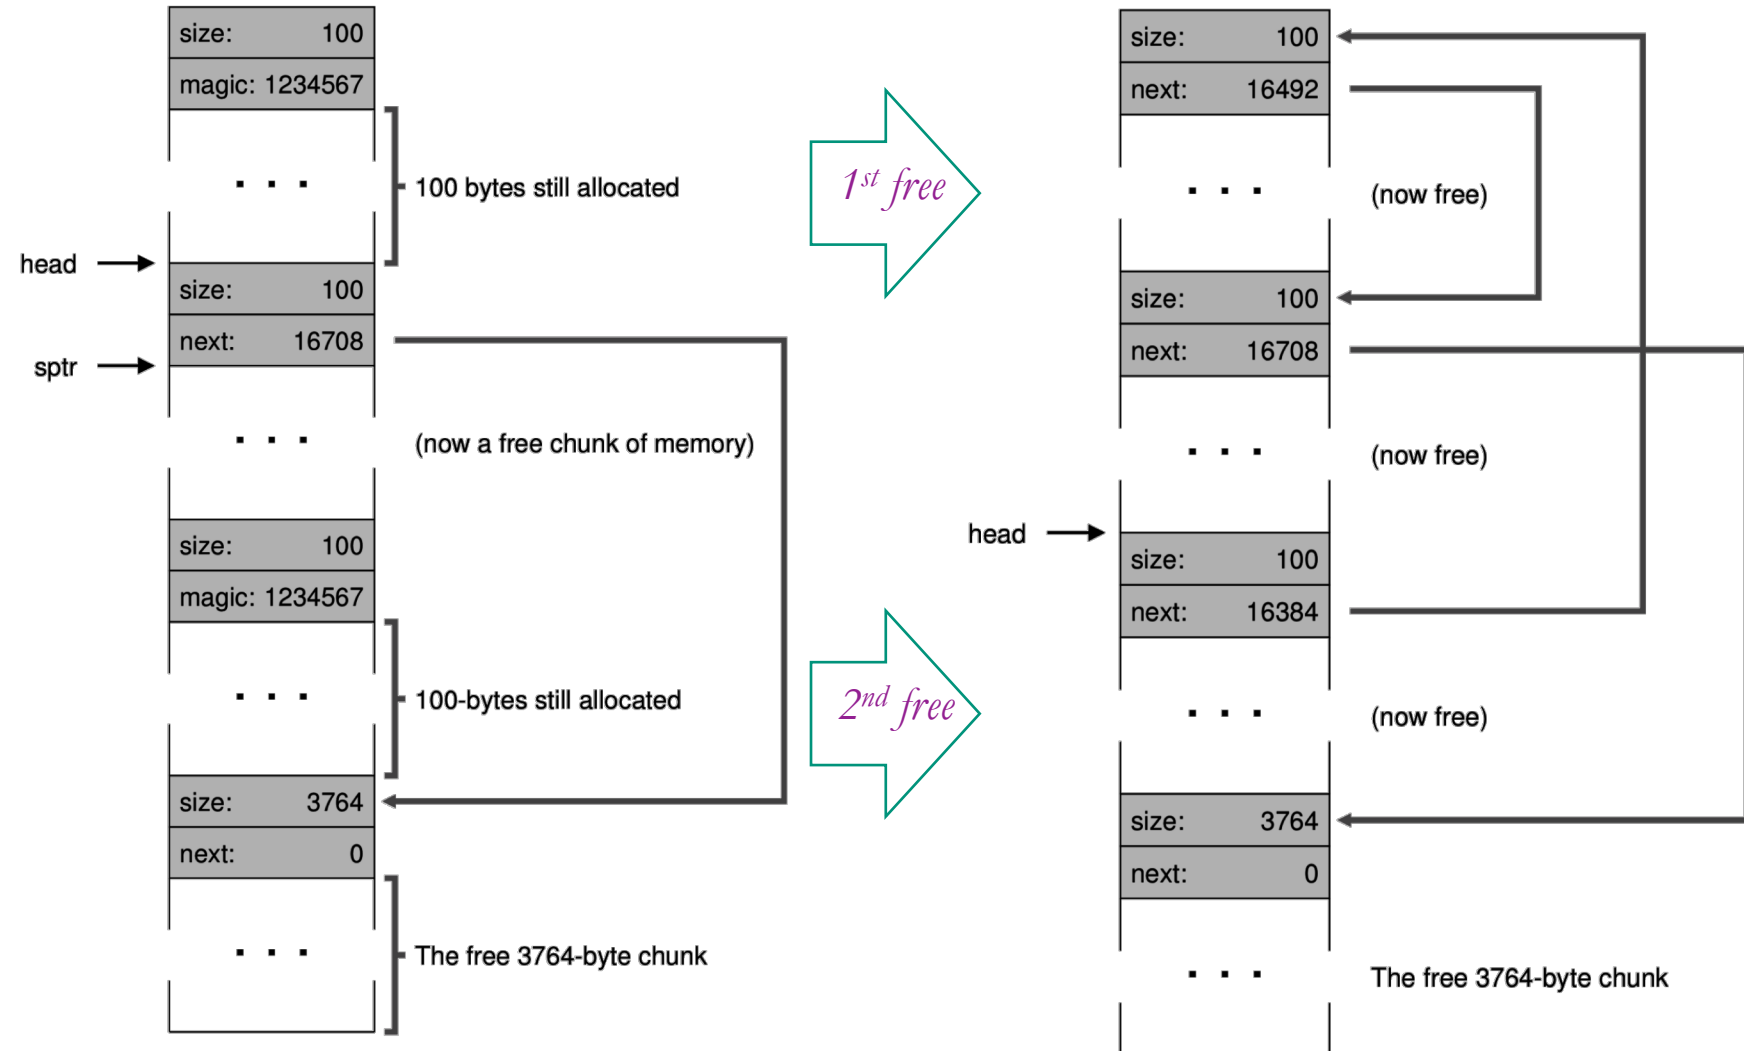 size: 100
magic: 1234567
100 bytes still allocated
head
size: 100
next: 16708
sptr
(now a free chunk of memory)
size: 100
magic: 1234567
100-bytes still allocated
size: 3764
next: 0
The free 3764-byte chunk
1st free
2nd free
size: 100
next: 16492
(now free)
size: 100
next: 16708
(now free)
head
size: 100
next: 16384
(now free)
size: 3764
next: 0
The free 3764-byte chunk